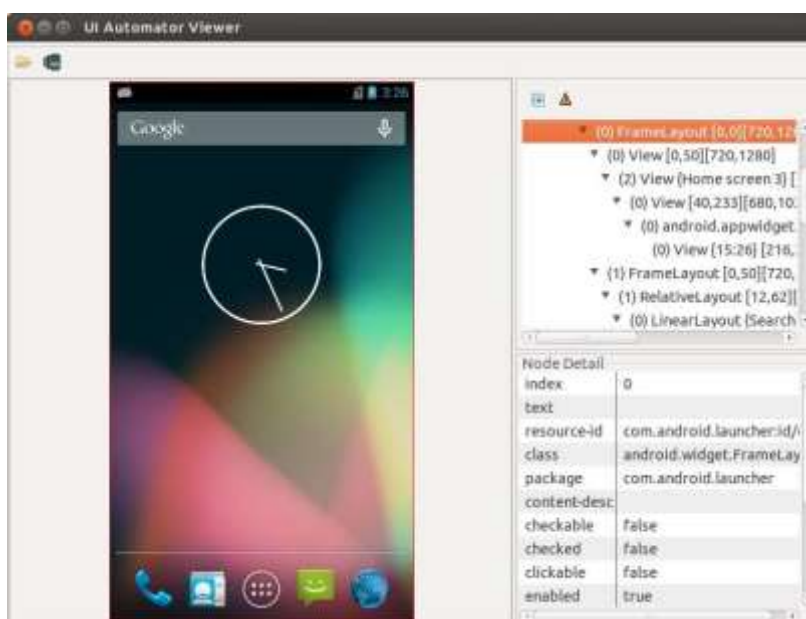 UI Automator Viewer
3:26
Google
(0) FrameLayout [0,0][720,128
(0) View [0,50][720,1280]
(2) View {Home screen 3} [
(0) View [40,233][680,10
(0) android.appwidget.
(0) View {15:26} [216,
(1) FrameLayout [0,50][720,
(1) RelativeLayout [12,62][
(0) LinearLayout {Search
Node Detail
index 0
text
resource-id com.android.launcher:id/
class android.widget.FrameLay
package com.android.launcher
content-desc
checkable false
checked false
clickable false
enabled true